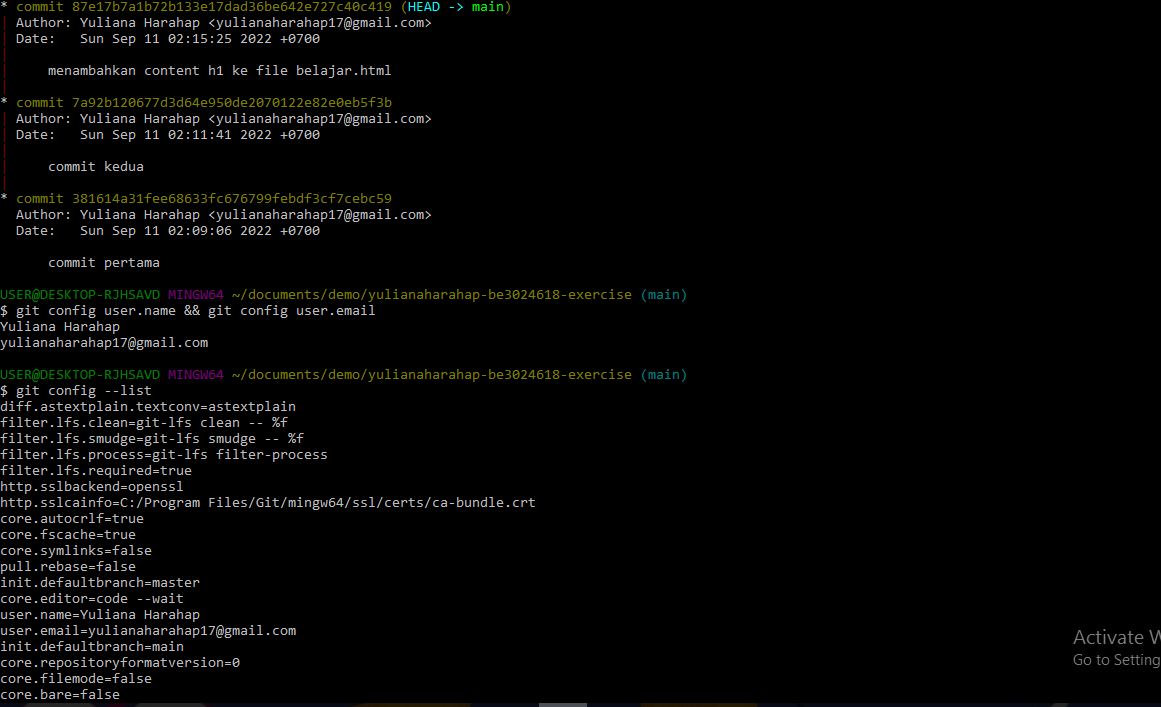 * commit 87e17b7a1b72b133e17dad36be642e727c40c419 (HEAD -> main)
| Author: Yuliana Harahap <yulianaharahap17@gmail.com>
| Date:   Sun Sep 11 02:15:25 2022 +0700
|
|     menambahkan content h1 ke file belajar.html
|
* commit 7a92b120677d3d64e950de2070122e82e0eb5f3b
| Author: Yuliana Harahap <yulianaharahap17@gmail.com>
| Date:   Sun Sep 11 02:11:41 2022 +0700
|
|     commit kedua
|
* commit 381614a31fee68633fc676799febdf3cf7cebc59
  Author: Yuliana Harahap <yulianaharahap17@gmail.com>
  Date:   Sun Sep 11 02:09:06 2022 +0700

      commit pertama

USER@DESKTOP-RJHSAVD MINGW64 ~/documents/demo/yulianaharahap-be3024618-exercise (main)
$ git config user.name && git config user.email
Yuliana Harahap
yulianaharahap17@gmail.com

USER@DESKTOP-RJHSAVD MINGW64 ~/documents/demo/yulianaharahap-be3024618-exercise (main)
$ git config --list
diff.astextplain.textconv=astextplain
filter.lfs.clean=git-lfs clean -- %f
filter.lfs.smudge=git-lfs smudge -- %f
filter.lfs.process=git-lfs filter-process
filter.lfs.required=true
http.sslbackend=openssl
http.sslcainfo=C:/Program Files/Git/mingw64/ssl/certs/ca-bundle.crt
core.autocrlf=true
core.fscache=true
core.symlinks=false
pull.rebase=false
init.defaultbranch=master
core.editor=code --wait
user.name=Yuliana Harahap
user.email=yulianaharahap17@gmail.com
init.defaultbranch=main
core.repositoryformatversion=0
core.filemode=false
core.bare=false
Activate W
Go to Setting